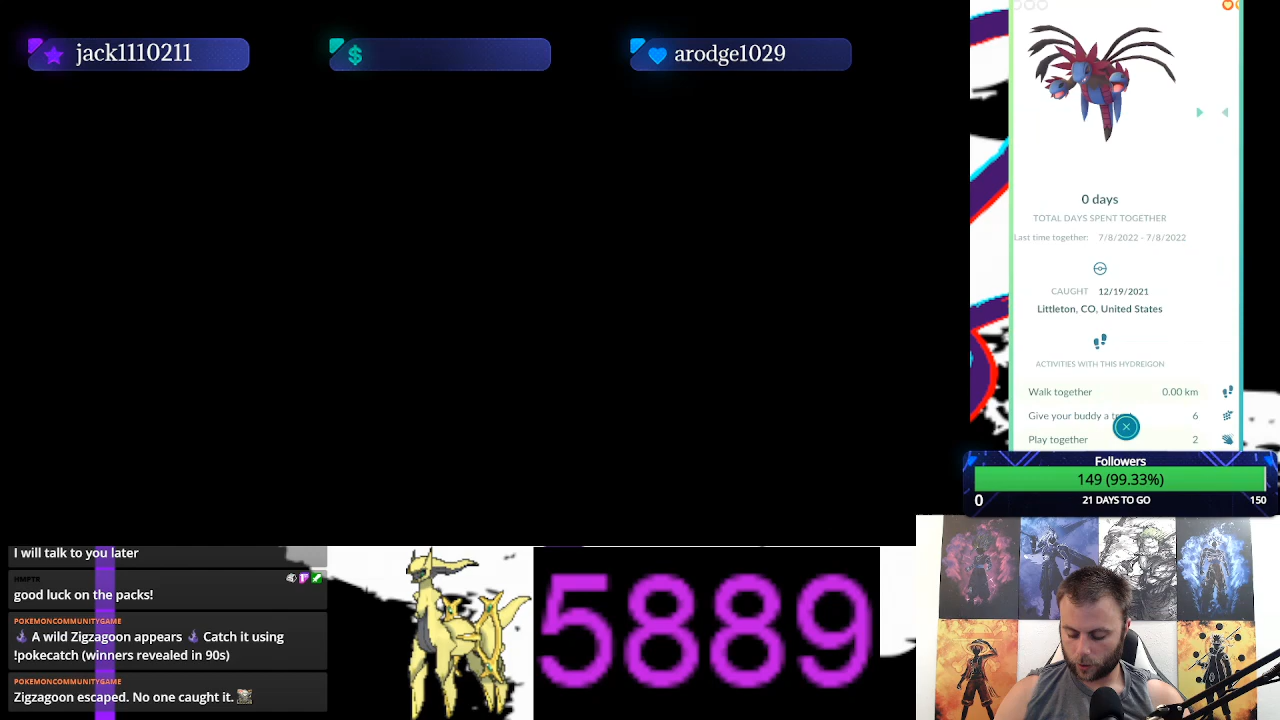 jack1110211
$
arodge1029
0 days
TOTAL DAYS SPENT TOGETHER
Last time together: 7/8/2022 - 7/8/2022
CAUGHT 12/19/2021
Littleton, CO, United States
ACTIVITIES WITH THIS HYDREIGON
Walk together 0.00 km
Give your buddy a 6
Play together 2
Followers
149 (99.33%)
0 21 DAYS TO GO 150
I will talk to you later
HMPTR
good luck on the packs!
POKEMONCOMMUNITYGAME
A wild Zigzagoon appears Catch it using
!pokecatch (winners revealed in 90s)
POKEMONCOMMUNITYGAME
Zigzagoon escaped. No one caught it.
5889